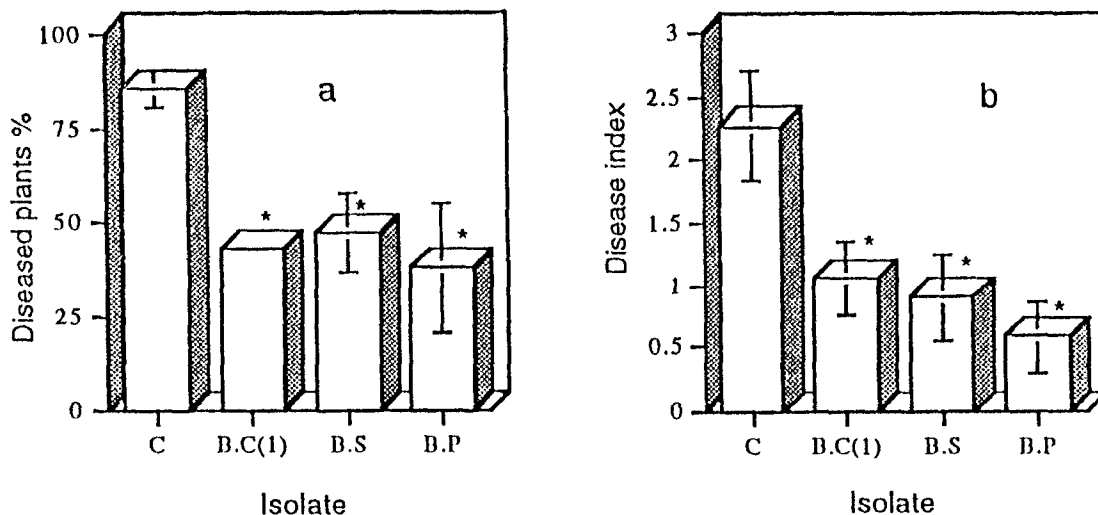 a
Diseased plants %
100
75
50
25
0
*
*
*
C
B.C(1)
B.S
B.P
Isolate
b
Disease index
3
2.5
2
1.5
1
0.5
0
*
*
*
C
B.C(1)
B.S
B.P
Isolate